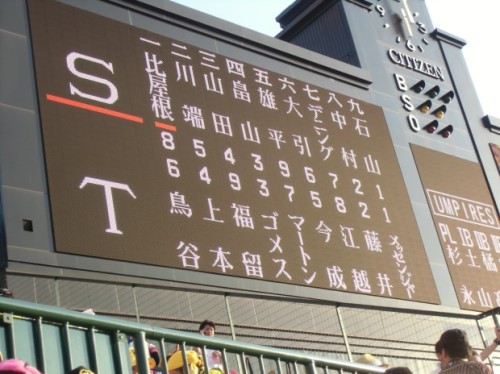 CITIZEN
B
S
O
S
T
一 比屋根 8 6 鳥谷
二 川端 5 4 上本
三 山田 4 9 福留
四 畠山 3 3 ゴメス
五 雄平 9 7 マートン
六 大引 6 5 今成
七 デニング 7 8 江越
八 中村 2 2 藤井
九 石山 1 1 メッセンジャー
UMPIRES
PL 1B 2B
杉永
土山
橘